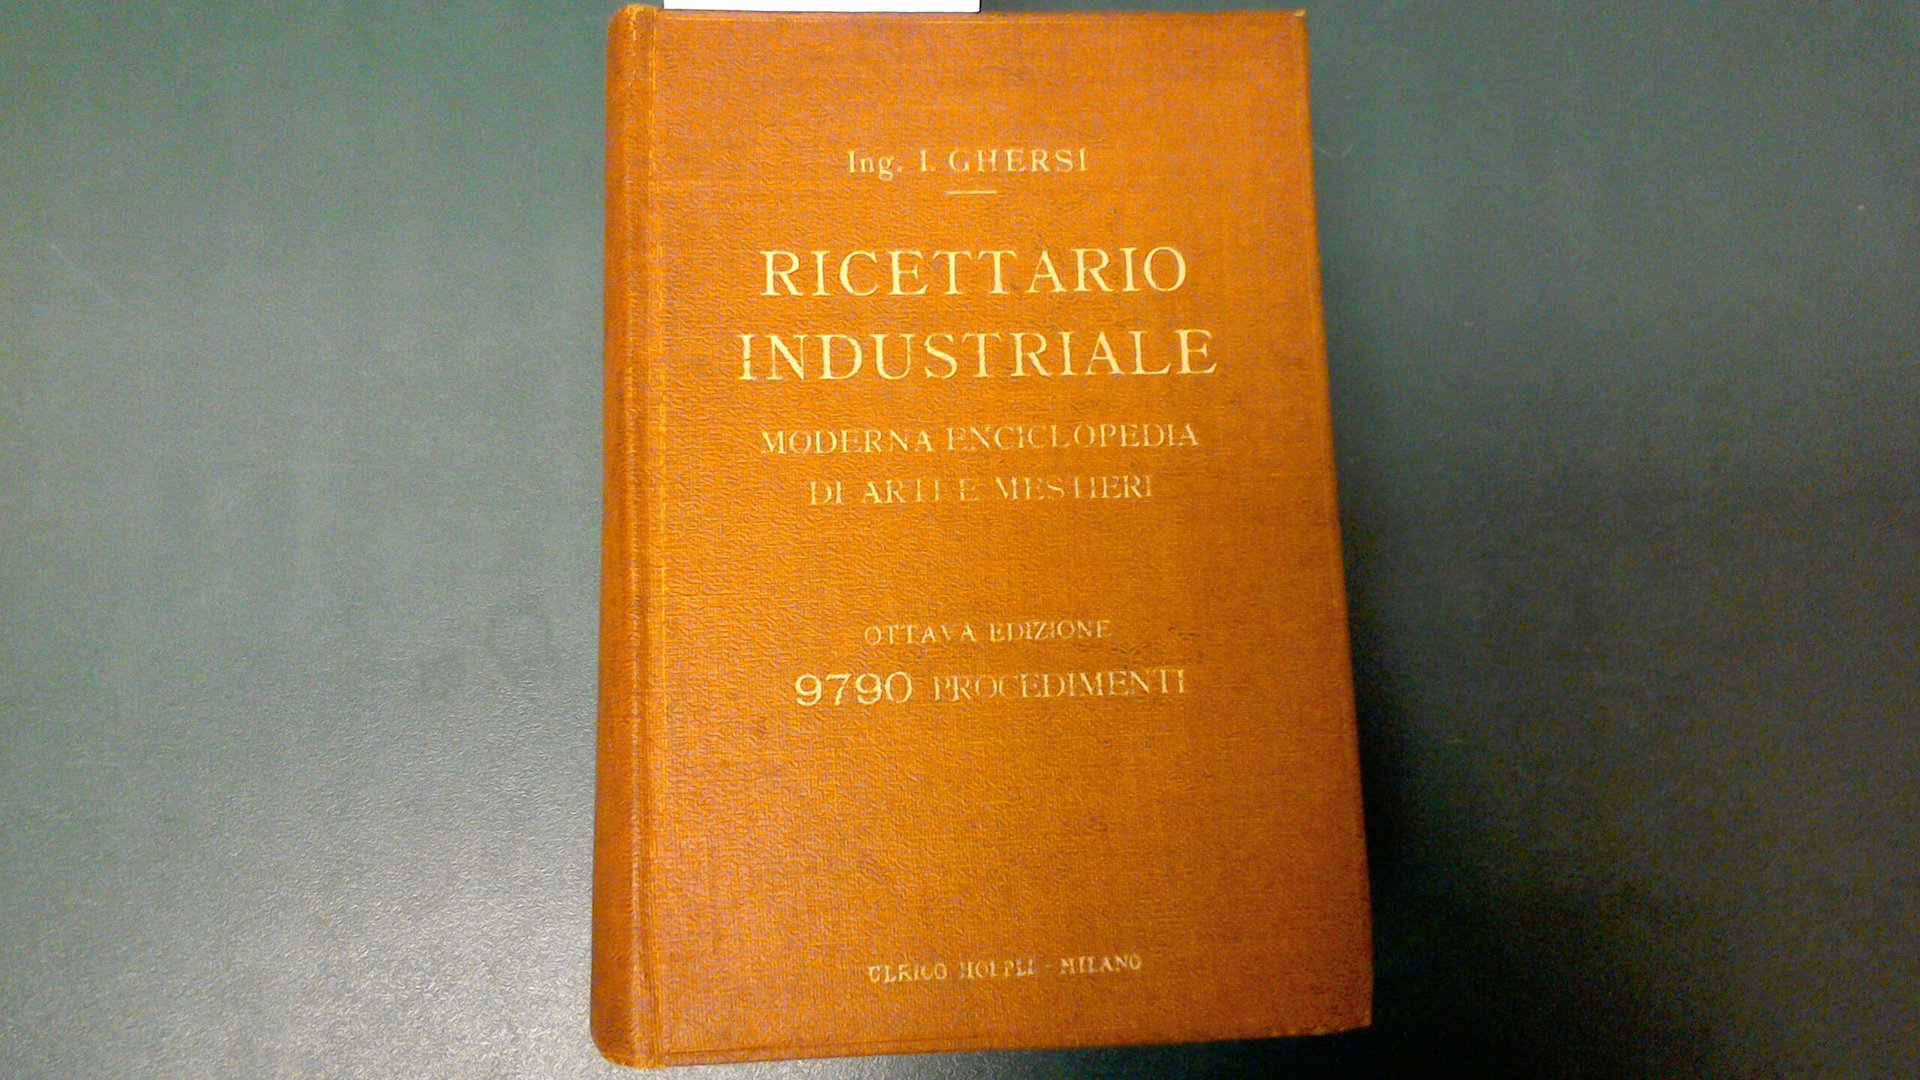 Ing. I. GHERSI
RICETTARIO
INDUSTRIALE
MODERNA ENCICLOPEDIA
DI ARTI E MESTIERI
OTTAVA EDIZIONE
9790 PROCEDIMENTI
ULRICO HOEPLI - MILANO